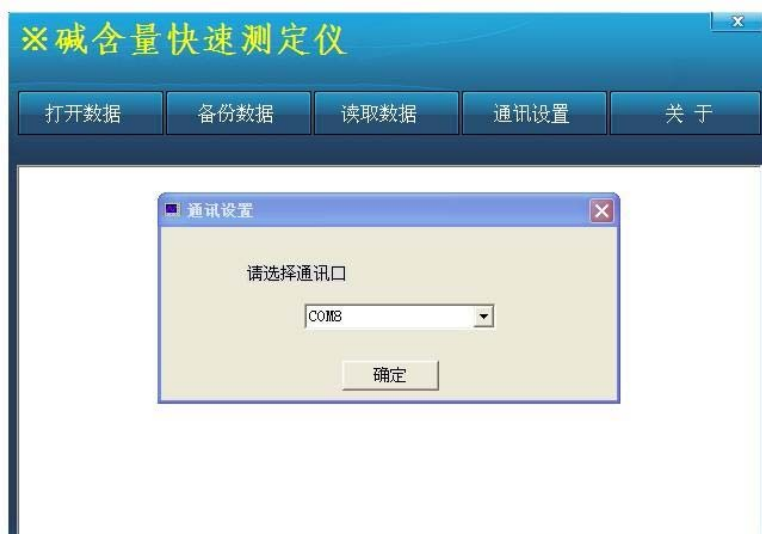 ※碱含量快速测定仪
打开数据 备份数据 读取数据 通讯设置 关 于
通讯设置
请选择通讯口
COM8
确定